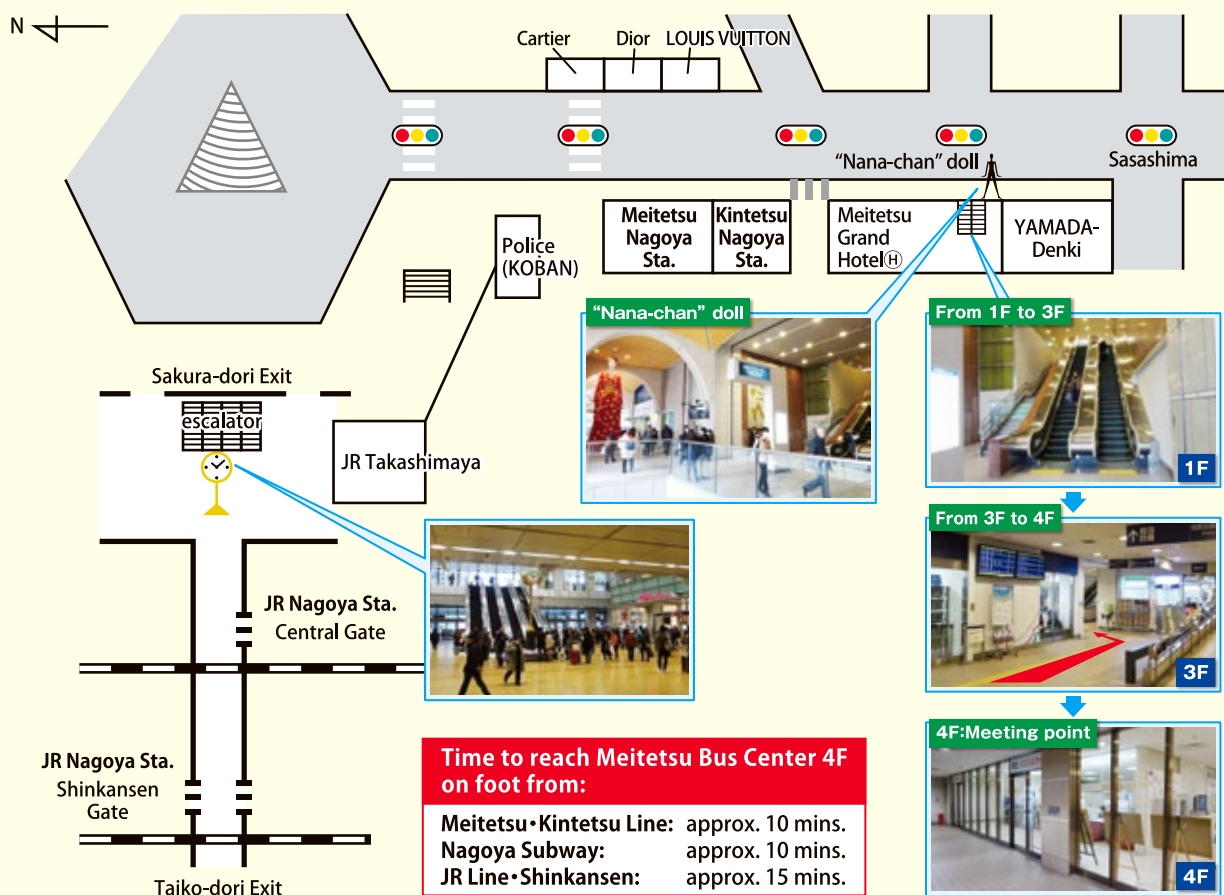 N
Cartier
Dior
LOUIS VUITTON
"Nana-chan" doll
Sasashima
Police
(KOBAN)
Meitetsu
Nagoya
Sta.
Kintetsu
Nagoya
Sta.
Meitetsu
Grand
HotelⒽ
YAMADA-
Denki
"Nana-chan" doll
From 1F to 3F
1F
Sakura-dori Exit
escalator
JR Takashimaya
From 3F to 4F
3F
JR Nagoya Sta.
Central Gate
4F:Meeting point
4F
JR Nagoya Sta.
Shinkansen
Gate
Taiko-dori Exit
Time to reach Meitetsu Bus Center 4F
on foot from:
Meitetsu•Kintetsu Line: approx. 10 mins.
Nagoya Subway: approx. 10 mins.
JR Line•Shinkansen: approx. 15 mins.